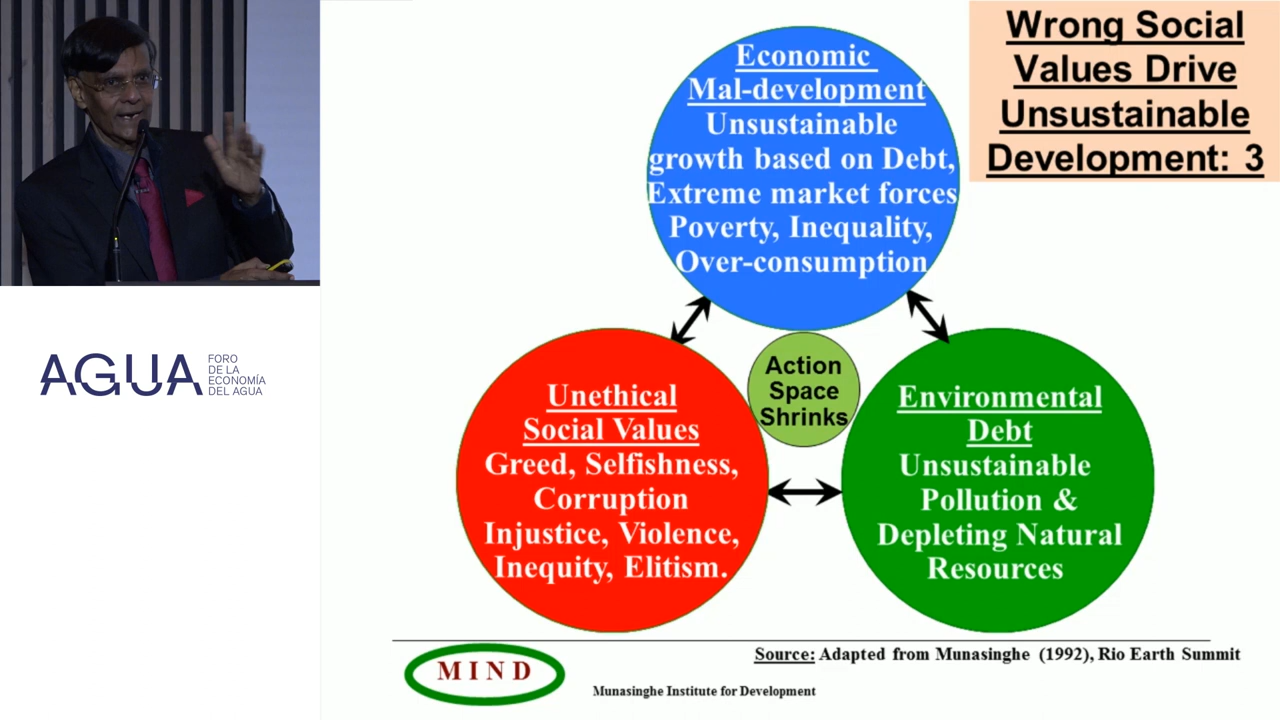 Wrong Social
Values Drive
Unsustainable
Development: 3
Economic
Mal-development
Unsustainable
growth based on Debt,
Extreme market forces
Poverty, Inequality,
Over-consumption
Action
Space
Shrinks
Unethical
Social Values
Greed, Selfishness,
Corruption
Injustice, Violence,
Inequity, Elitism.
Environmental
Debt
Unsustainable
Pollution &
Depleting Natural
Resources
AGUA
FORO
DE LA
ECONOMÍA
DEL AGUA
Source: Adapted from Munasinghe (1992), Rio Earth Summit
M I N D
Munasinghe Institute for Development